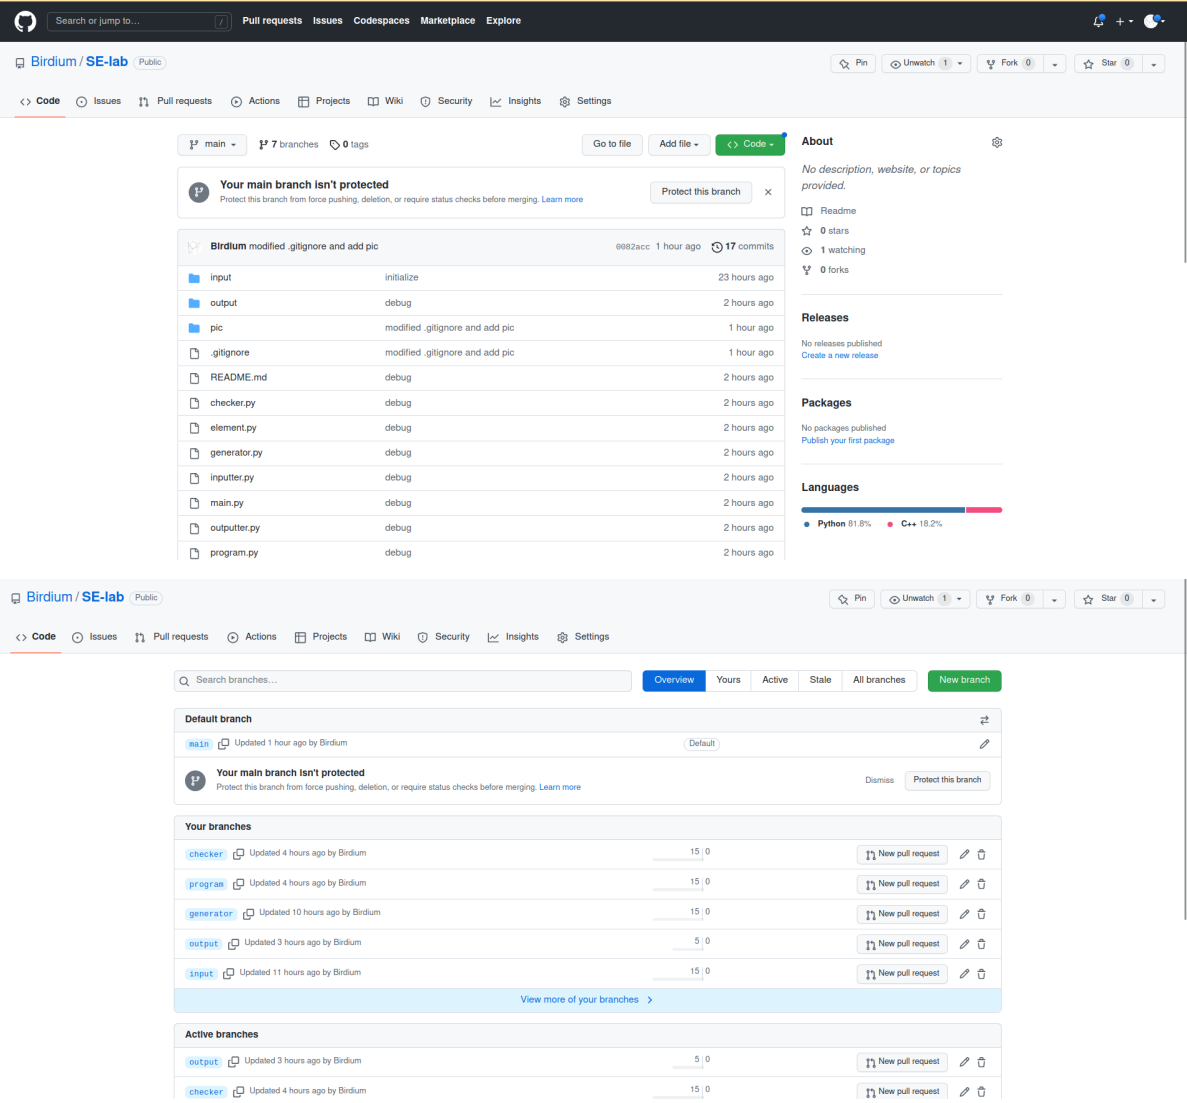 Search or jump to... /
Pull requests Issues Codespaces Marketplace Explore
Birdium / SE-lab Public
Pin Unwatch 1 Fork 0 Star 0
Code Issues Pull requests Actions Projects Wiki Security Insights Settings
main 7 branches 0 tags Go to file Add file Code
Your main branch isn't protected
Protect this branch from force pushing, deletion, or require status checks before merging. Learn more
Protect this branch
Birdium modified .gitignore and add pic 0082acc 1 hour ago 17 commits
input initialize 23 hours ago
output debug 2 hours ago
pic modified .gitignore and add pic 1 hour ago
.gitignore modified .gitignore and add pic 1 hour ago
README.md debug 2 hours ago
checker.py debug 2 hours ago
element.py debug 2 hours ago
generator.py debug 2 hours ago
inputter.py debug 2 hours ago
main.py debug 2 hours ago
outputter.py debug 2 hours ago
program.py debug 2 hours ago
About
No description, website, or topics
provided.
Readme
0 stars
1 watching
0 forks
Releases
No releases published
Create a new release
Packages
No packages published
Publish your first package
Languages
Python 81.8% C++ 18.2%
Birdium / SE-lab Public
Pin Unwatch 1 Fork 0 Star 0
Code Issues Pull requests Actions Projects Wiki Security Insights Settings
Search branches... Overview Yours Active Stale All branches New branch
Default branch
main Updated 1 hour ago by Birdium Default
Your main branch isn't protected
Protect this branch from force pushing, deletion, or require status checks before merging. Learn more
Dismiss Protect this branch
Your branches
checker Updated 4 hours ago by Birdium 15 0 New pull request
program Updated 4 hours ago by Birdium 15 0 New pull request
generator Updated 10 hours ago by Birdium 15 0 New pull request
output Updated 3 hours ago by Birdium 5 0 New pull request
input Updated 11 hours ago by Birdium 15 0 New pull request
View more of your branches
Active branches
output Updated 3 hours ago by Birdium 5 0 New pull request
checker Updated 4 hours ago by Birdium 15 0 New pull request